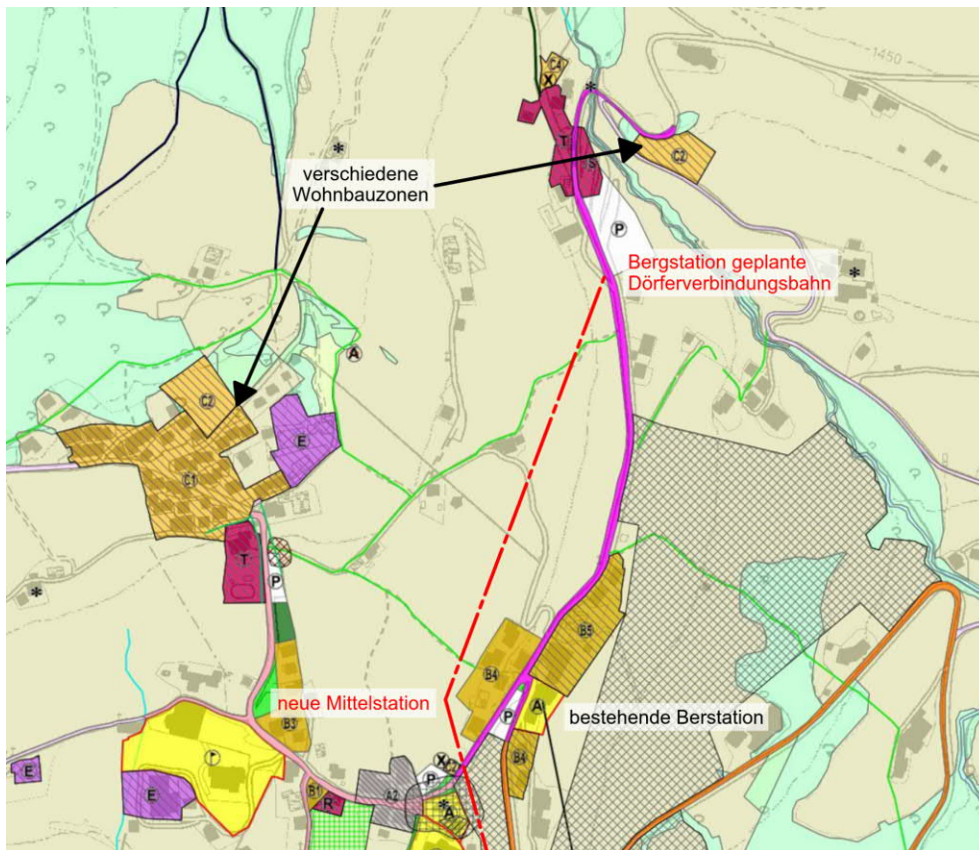 1450
CA
X
*
T
S
C2
verschiedene
Wohnbauzonen
*
P
Bergstation geplante
Dörferverbindungsbahn
*
A
C2
E
C1
T
P
*
B5
B4
neue Mittelstation
P
A
bestehende Berstation
B3
B4
X
P
E
E
B1
R
A2
*
A